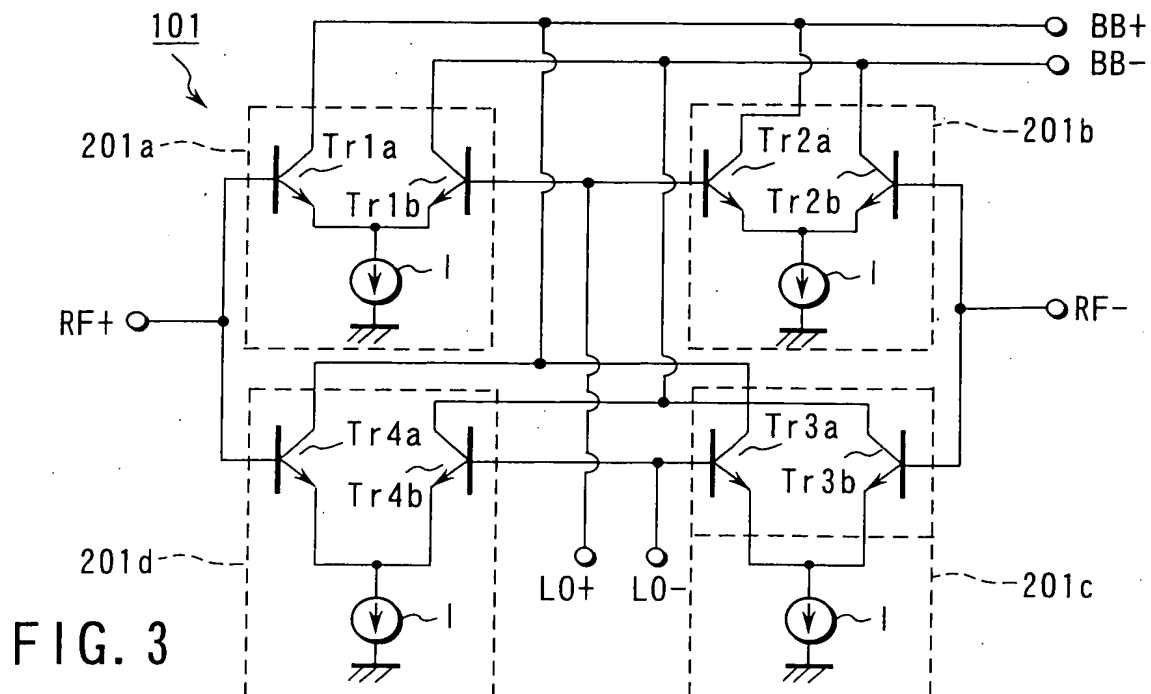 101
BB+
BB-
201a
Tr1a
Tr1b
Tr2a
Tr2b
201b
I
I
RF+
RF-
Tr4a
Tr4b
Tr3a
Tr3b
201d
LO+
LO-
201c
I
I
FIG. 3